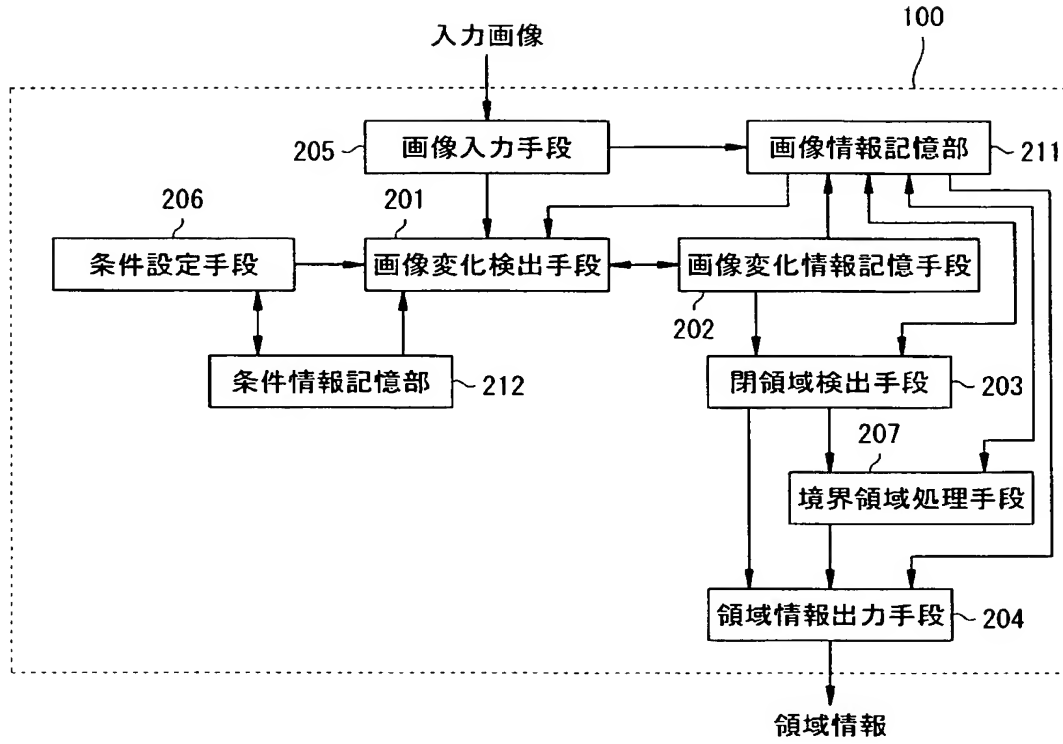 100
入力画像
205
画像入力手段
画像情報記憶部
211
206
201
条件設定手段
画像変化検出手段
画像変化情報記憶手段
202
条件情報記憶部
212
閉領域検出手段
203
207
境界領域処理手段
領域情報出力手段
204
領域情報